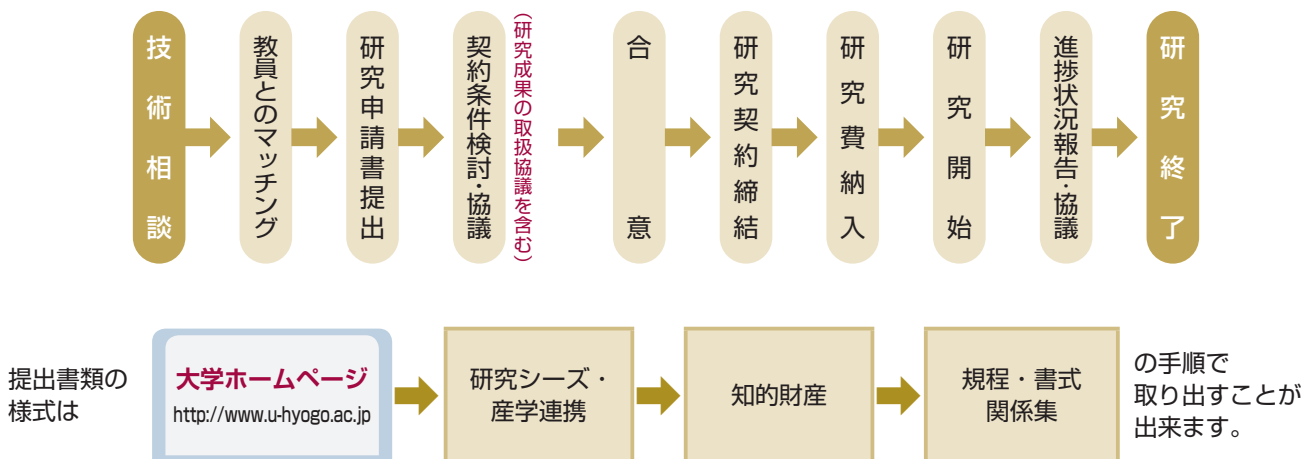 技術相談
教員とのマッチング
研究申請書提出
契約条件検討・協議
(研究成果の取扱協議を含む)
合意
研究契約締結
研究費納入
研究開始
進捗状況報告・協議
研究終了
提出書類の
様式は
大学ホームページ
http://www.u-hyogo.ac.jp
研究シーズ・
産学連携
知的財産
規程・書式
関係集
の手順で
取り出すことが
出来ます。